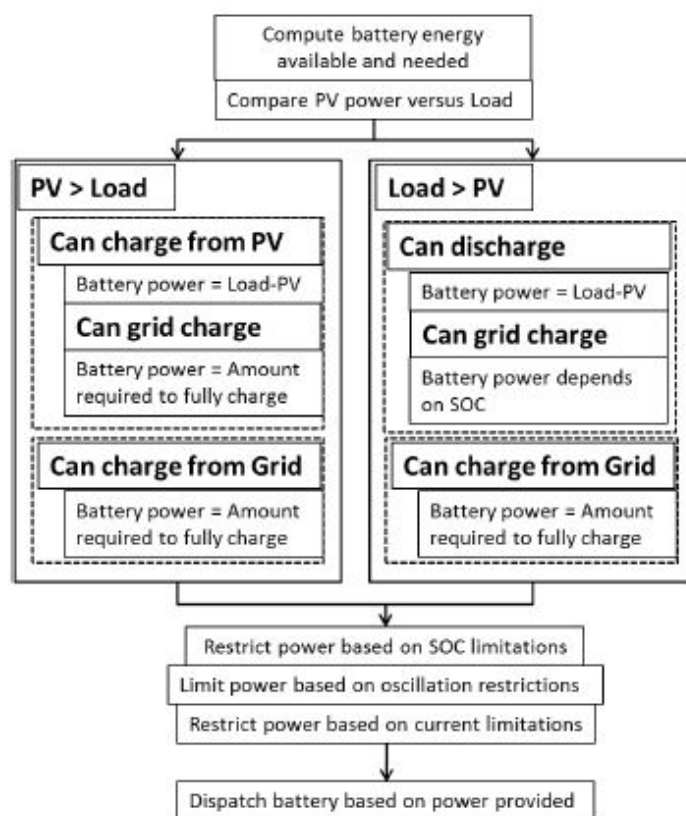 Compute battery energy
available and needed
Compare PV power versus Load
PV > Load
Can charge from PV
Battery power = Load-PV
Can grid charge
Battery power = Amount
required to fully charge
Can charge from Grid
Battery power = Amount
required to fully charge
Load > PV
Can discharge
Battery power = Load-PV
Can grid charge
Battery power depends
on SOC
Can charge from Grid
Battery power = Amount
required to fully charge
Restrict power based on SOC limitations
Limit power based on oscillation restrictions
Restrict power based on current limitations
Dispatch battery based on power provided